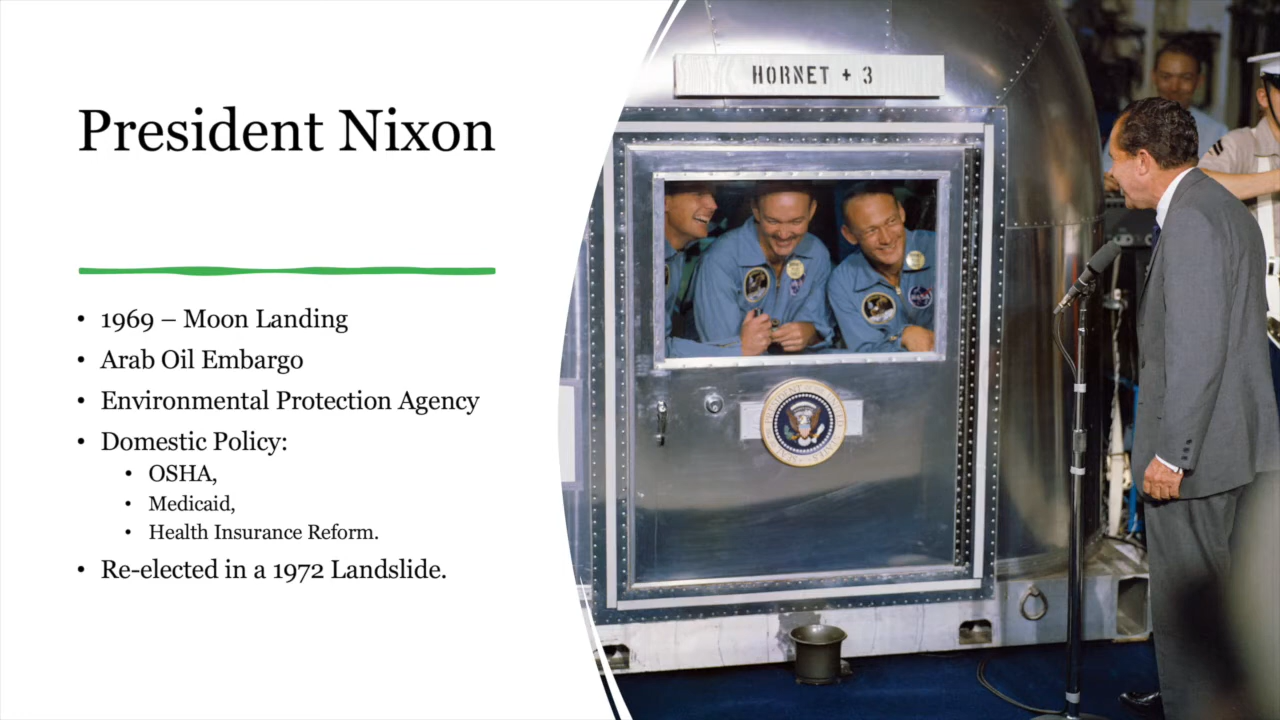 President Nixon
• 1969 – Moon Landing
• Arab Oil Embargo
• Environmental Protection Agency
• Domestic Policy:
• OSHA,
• Medicaid,
• Health Insurance Reform.
• Re-elected in a 1972 Landslide.
HORNET + 3
NASA